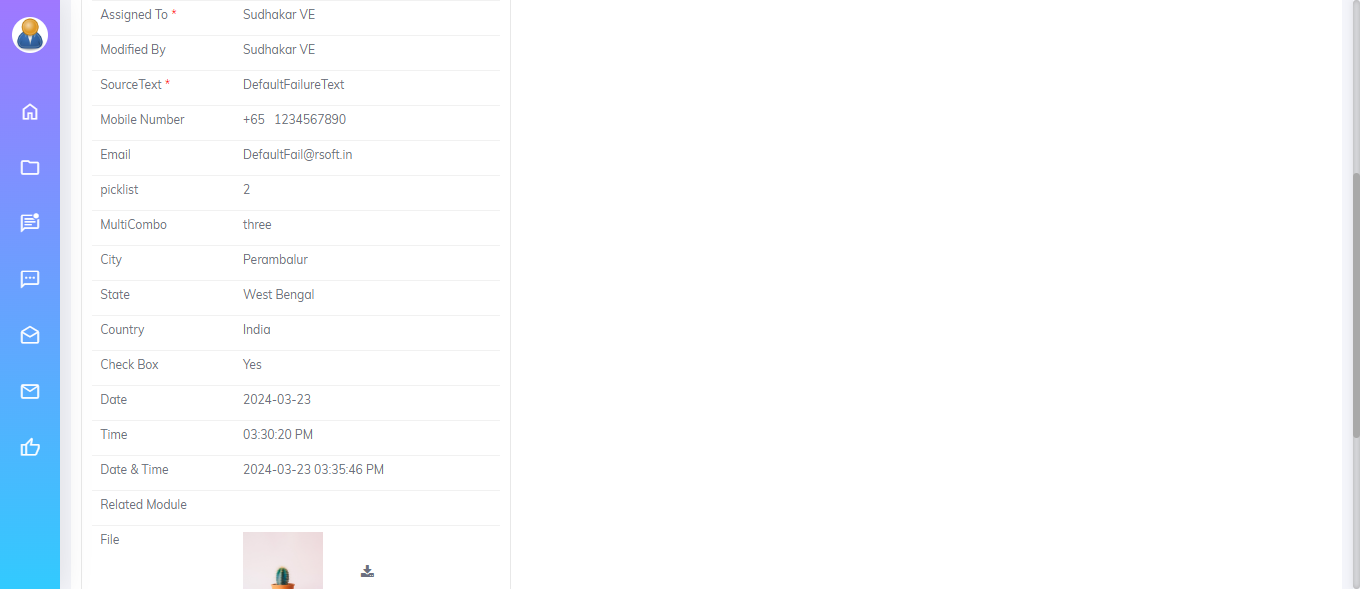 Assigned To * Sudhakar VE
Modified By Sudhakar VE
SourceText * DefaultFailureText
Mobile Number +65 1234567890
Email DefaultFail@rsoft.in
picklist 2
MultiCombo three
City Perambalur
State West Bengal
Country India
Check Box Yes
Date 2024-03-23
Time 03:30:20 PM
Date & Time 2024-03-23 03:35:46 PM
Related Module
File